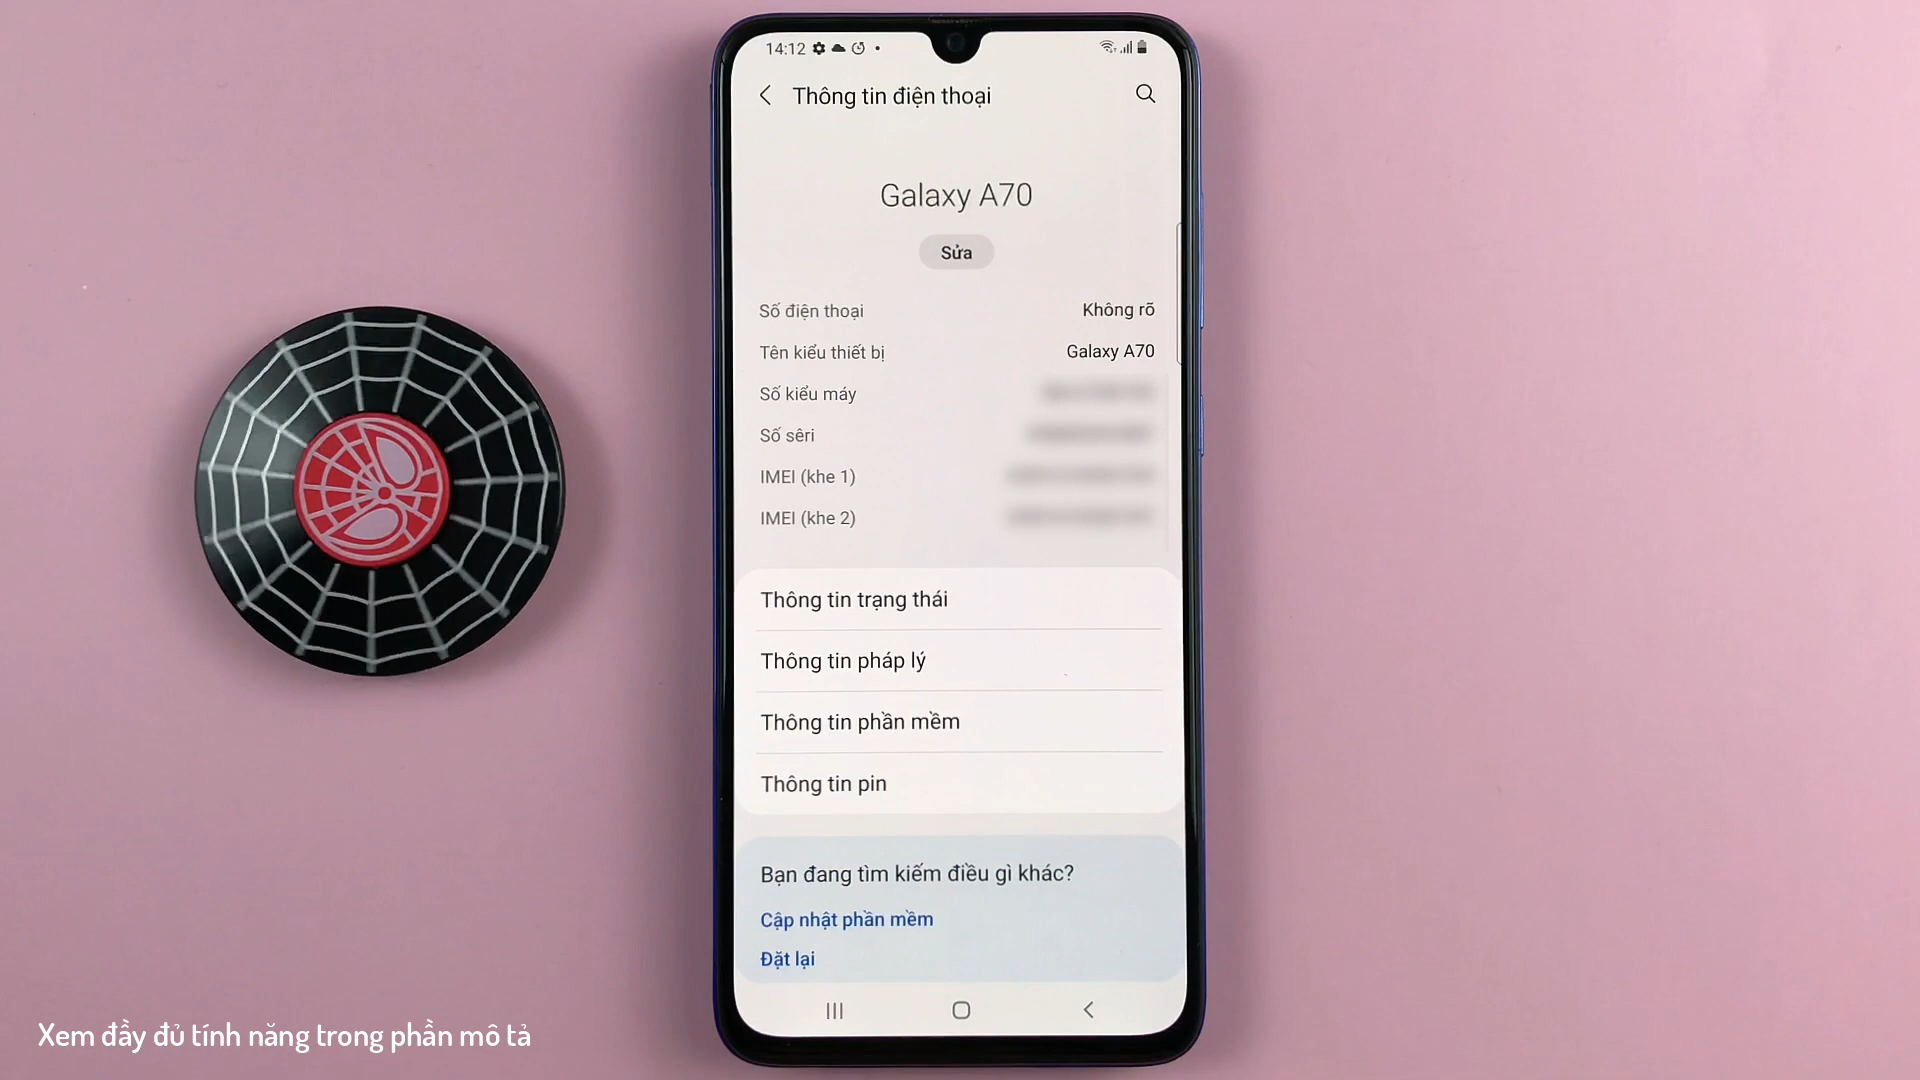 14:12
Thông tin điện thoại
Galaxy A70
Sửa
Số điện thoại Không rõ
Tên kiểu thiết bị Galaxy A70
Số kiểu máy
Số sêri
IMEI (khe 1)
IMEI (khe 2)
Thông tin trạng thái
Thông tin pháp lý
Thông tin phần mềm
Thông tin pin
Bạn đang tìm kiếm điều gì khác?
Cập nhật phần mềm
Đặt lại
Xem đầy đủ tính năng trong phần mô tả